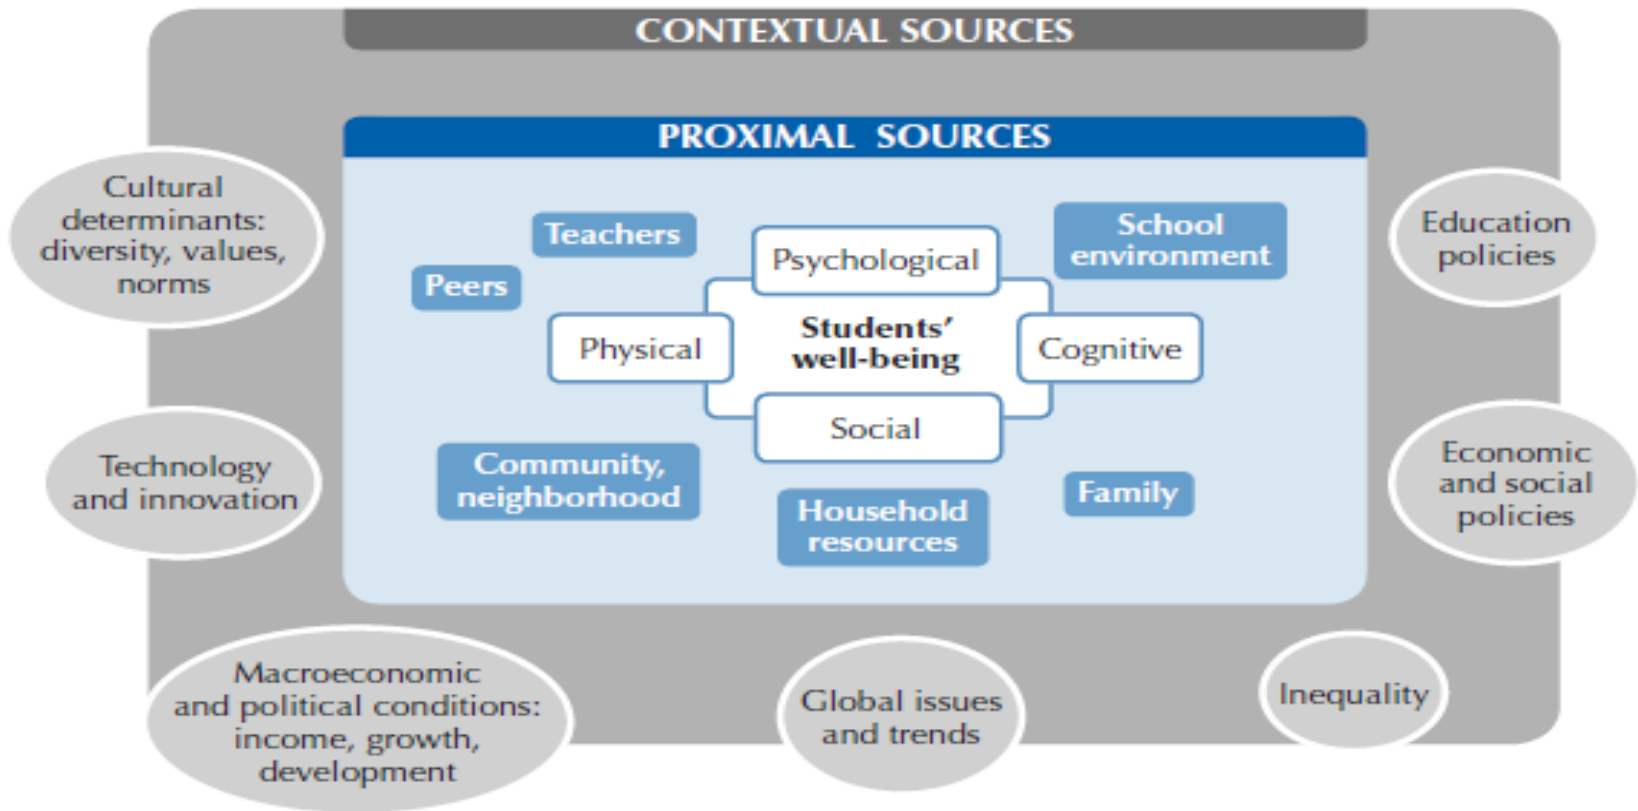 CONTEXTUAL SOURCES
PROXIMAL SOURCES
Cultural
determinants:
diversity, values,
norms
Teachers
Peers
Psychological
School
environment
Education
policies
Physical
Students’
well-being
Cognitive
Social
Technology
and innovation
Community,
neighborhood
Household
resources
Family
Economic
and social
policies
Macroeconomic
and political conditions:
income, growth,
development
Global issues
and trends
Inequality